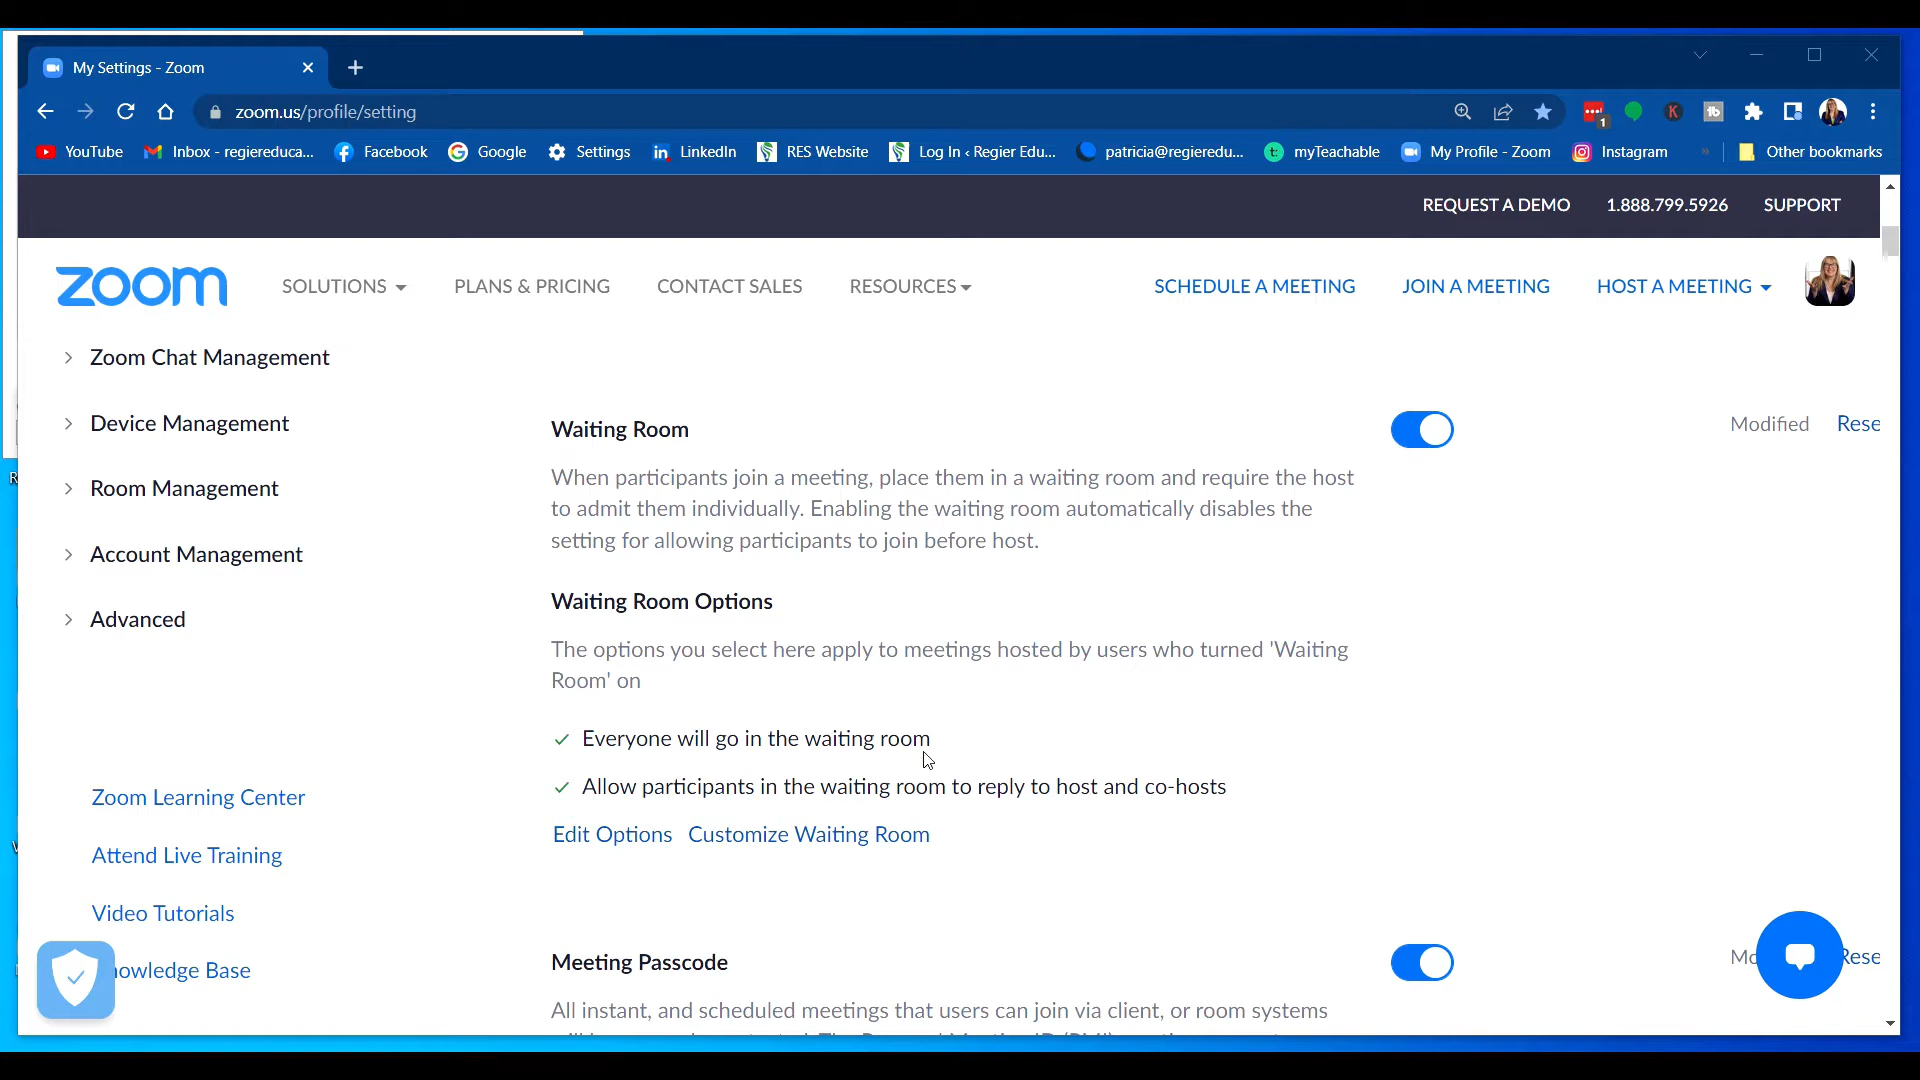 My Settings - Zoom
zoom.us/profile/setting
1
YouTube Inbox - regiereduca... Facebook Google Settings LinkedIn RES Website Log In ‹ Regier Edu... patricia@regieredu... myTeachable My Profile - Zoom Instagram » Other bookmarks
REQUEST A DEMO 1.888.799.5926 SUPPORT
zoom SOLUTIONS PLANS & PRICING CONTACT SALES RESOURCES SCHEDULE A MEETING JOIN A MEETING HOST A MEETING
Zoom Chat Management
Device Management
Room Management
Account Management
Advanced
Zoom Learning Center
Attend Live Training
Video Tutorials
nowledge Base
Waiting Room Modified Rese
When participants join a meeting, place them in a waiting room and require the host
to admit them individually. Enabling the waiting room automatically disables the
setting for allowing participants to join before host.
Waiting Room Options
The options you select here apply to meetings hosted by users who turned 'Waiting
Room' on
Everyone will go in the waiting room
Allow participants in the waiting room to reply to host and co-hosts
Edit Options Customize Waiting Room
Meeting Passcode Mo Rese
All instant, and scheduled meetings that users can join via client, or room systems